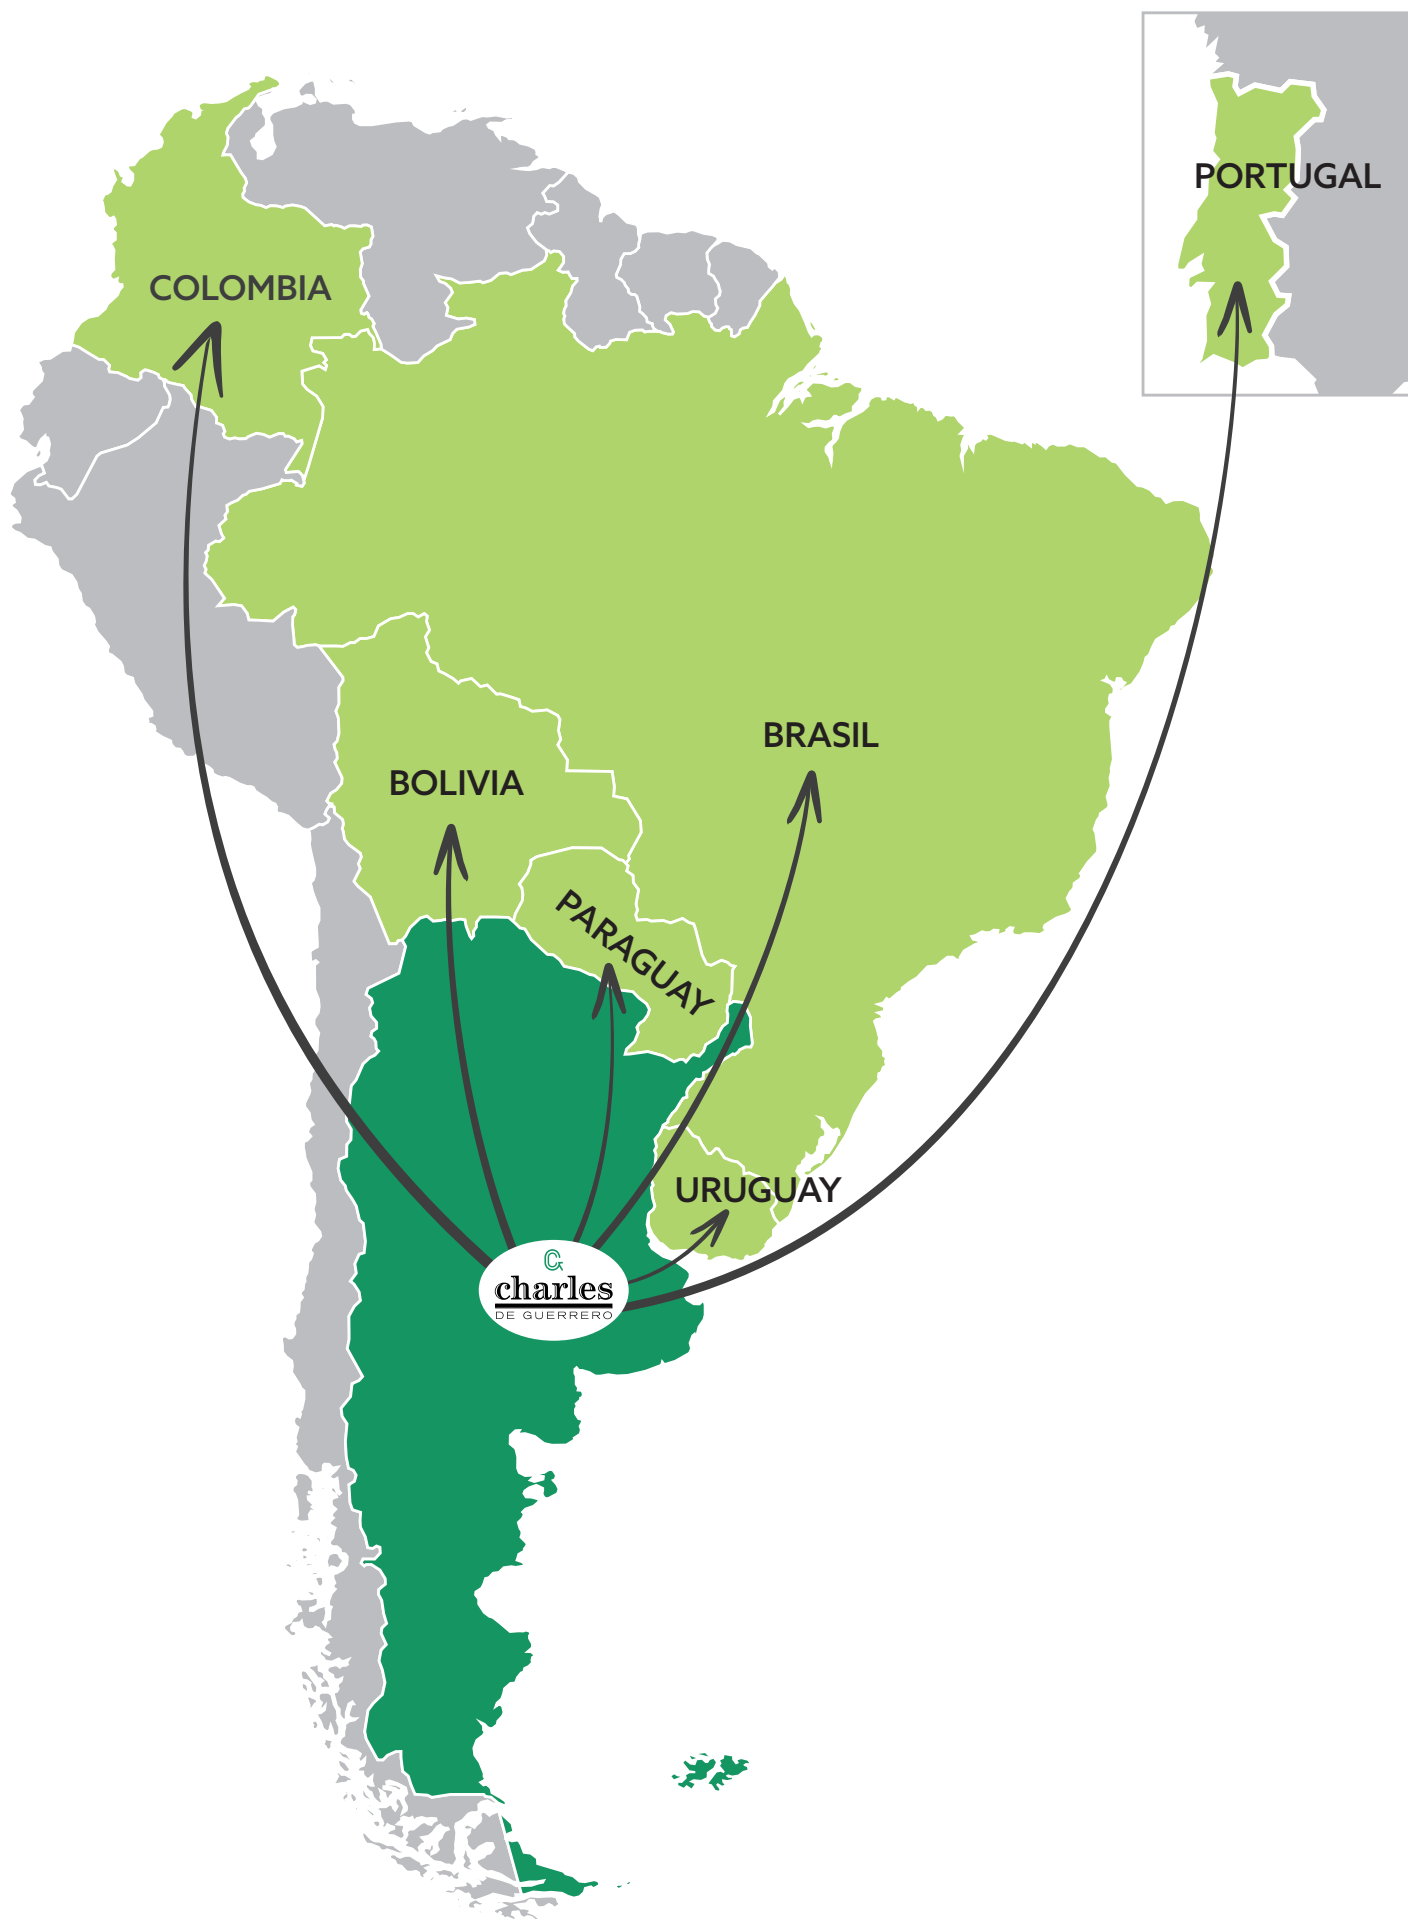 PORTUGAL
COLOMBIA
BRASIL
BOLIVIA
PARAGUAY
URUGUAY
charles
DE GUERRERO